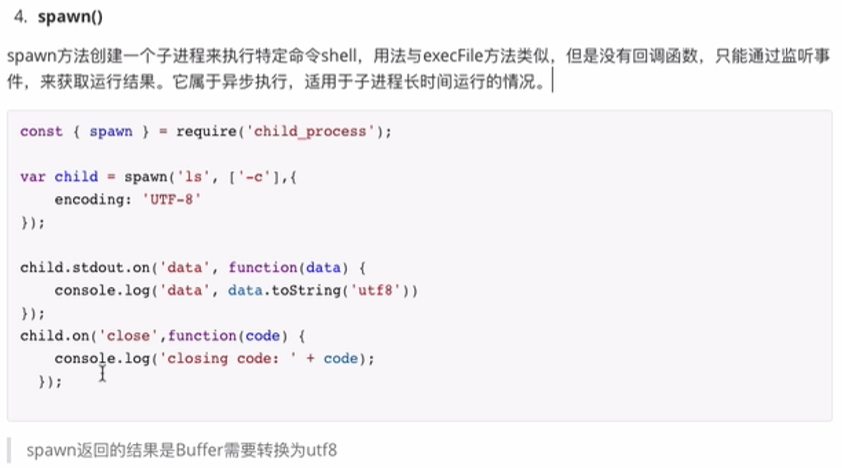 4. spawn()
spawn方法创建一个子进程来执行特定命令shell，用法与execFile方法类似，但是没有回调函数，只能通过监听事
件，来获取运行结果。它属于异步执行，适用于子进程长时间运行的情况。
const { spawn } = require('child_process');
var child = spawn('ls', ['-c'],{
    encoding: 'UTF-8'
});
child.stdout.on('data', function(data) {
    console.log('data', data.toString('utf8'))
});
child.on('close',function(code) {
    console.log('closing code: ' + code);
  });
spawn返回的结果是Buffer需要转换为utf8